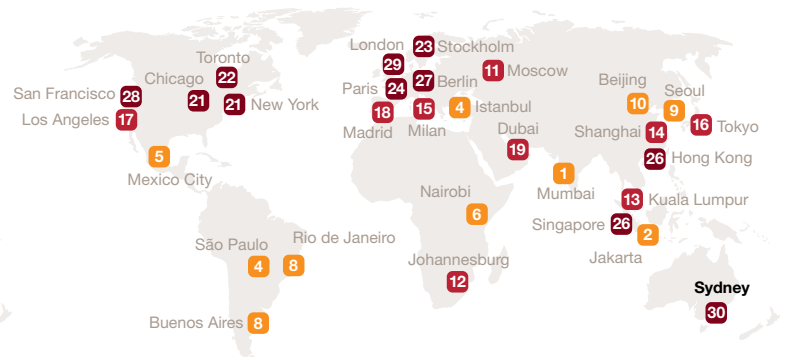 London
23 Stockholm
Toronto
29
22
11 Moscow
Chicago
Paris 24
27 Berlin
Beijing
Seoul
San Francisco 28
21
21 New York
18
15
4 Istanbul
10
9
Los Angeles 17
Madrid
Milan
Dubai
Shanghai 14
16 Tokyo
5
19
26 Hong Kong
Mexico City
1
Mumbai
Nairobi
13 Kuala Lumpur
6
Singapore 26
São Paulo
Rio de Janeiro
2
4
8
Johannesburg
Jakarta
12
Sydney
30
Buenos Aires 8